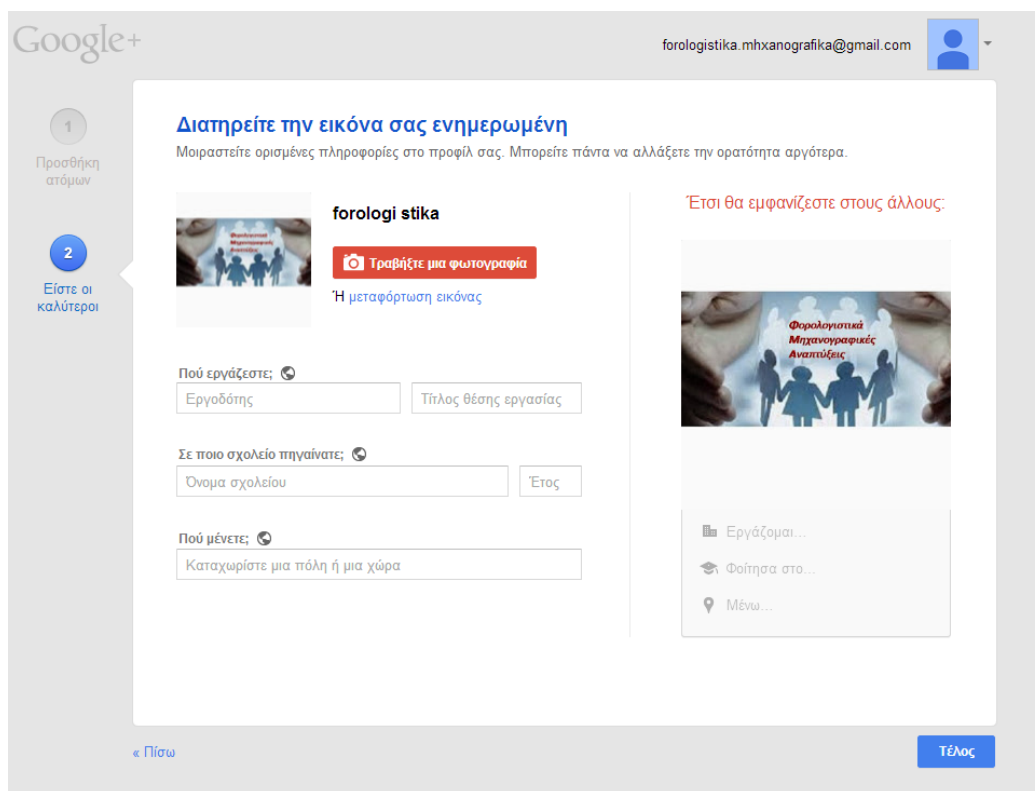 Google+
forologistika.mhxanografika@gmail.com
1
Προσθήκη
ατόμων
2
Είστε οι
καλύτεροι
Διατηρείτε την εικόνα σας ενημερωμένη
Μοιραστείτε ορισμένες πληροφορίες στο προφίλ σας. Μπορείτε πάντα να αλλάξετε την ορατότητα αργότερα.
Φορολογιστικά
Μηχανογραφικές
Αναπτύξεις
forologi stika
Τραβήξτε μια φωτογραφία
Ή μεταφόρτωση εικόνας
Πού εργάζεστε;
Εργοδότης
Τίτλος θέσης εργασίας
Σε ποιο σχολείο πηγαίνατε;
Όνομα σχολείου
Έτος
Πού μένετε;
Καταχωρίστε μια πόλη ή μια χώρα
Έτσι θα εμφανίζεστε στους άλλους:
Φορολογιστικά
Μηχανογραφικές
Αναπτύξεις
Εργάζομαι...
Φοίτησα στο...
Μένω...
« Πίσω
Τέλος